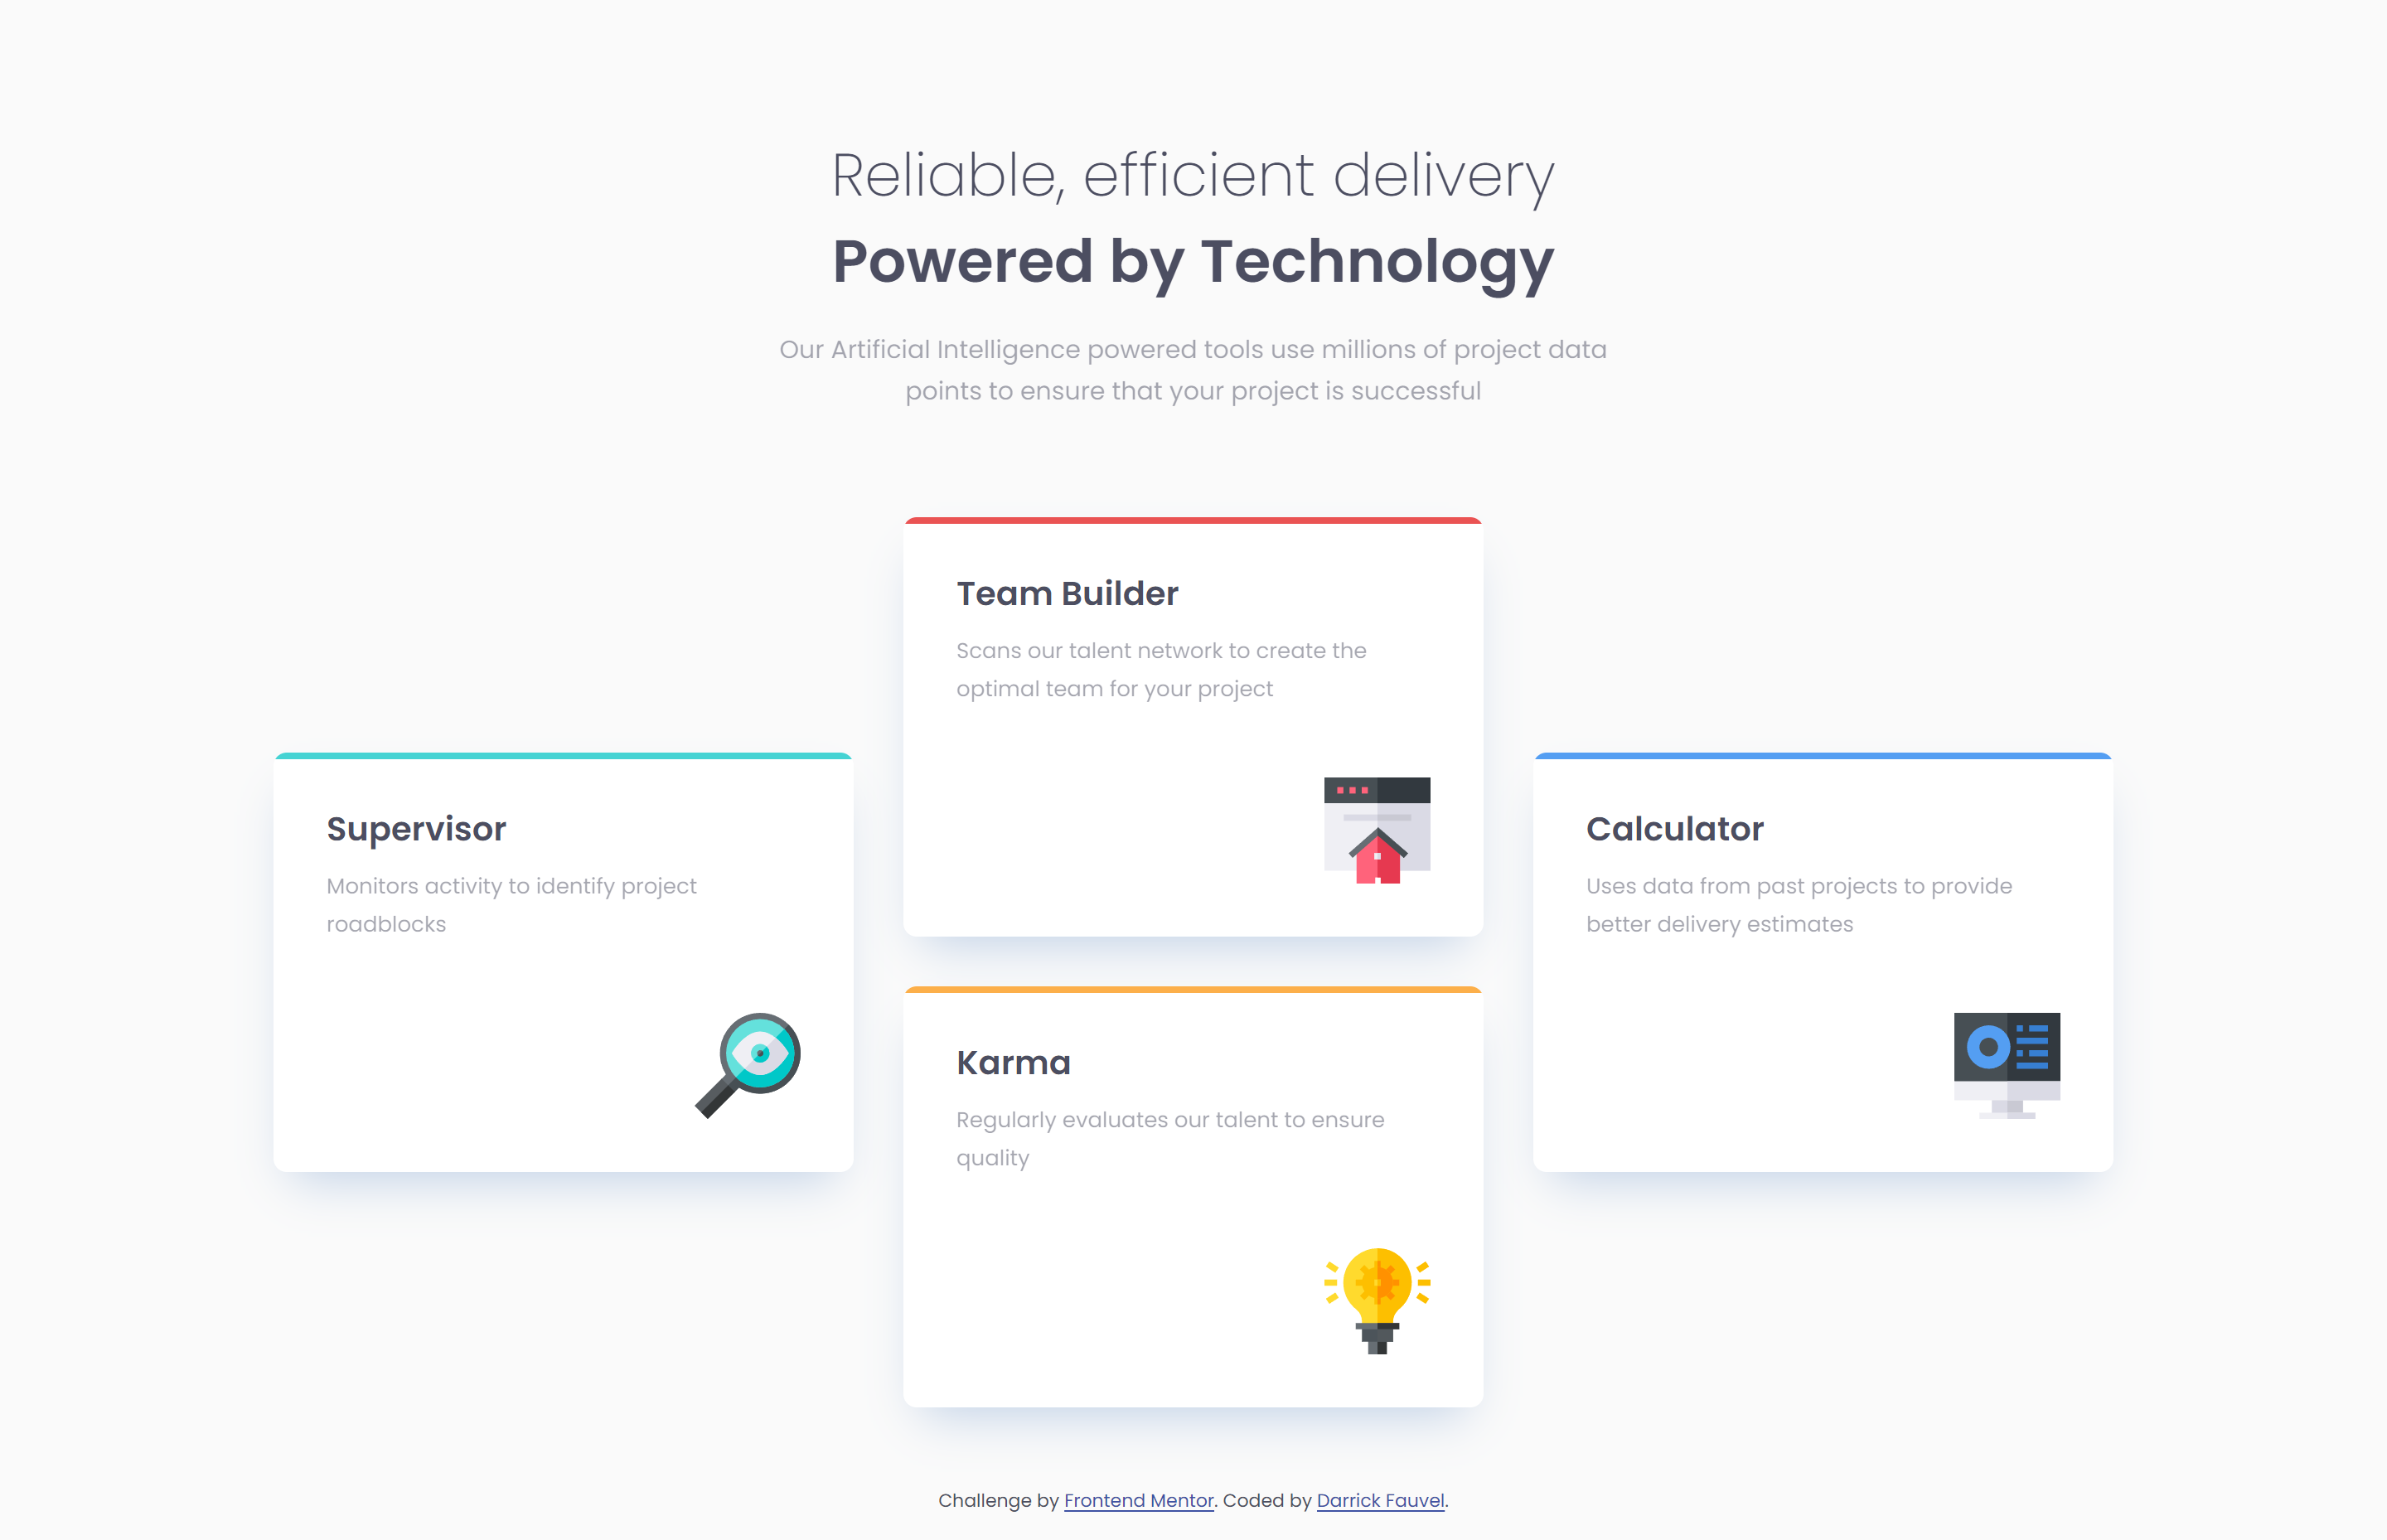 Reliable, efficient delivery
Powered by Technology
Our Artificial Intelligence powered tools use millions of project data
points to ensure that your project is successful
Team Builder
Scans our talent network to create the
optimal team for your project
Supervisor
Monitors activity to identify project
roadblocks
Calculator
Uses data from past projects to provide
better delivery estimates
Karma
Regularly evaluates our talent to ensure
quality
Challenge by Frontend Mentor. Coded by Darrick Fauvel.